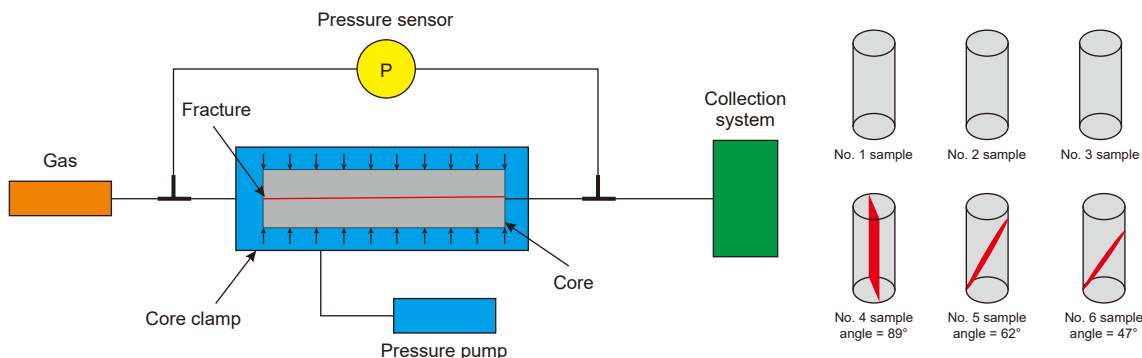 Pressure sensor
P
Fracture
Collection
system
Gas
Core clamp
Core
Pressure pump
No. 1 sample
No. 2 sample
No. 3 sample
No. 4 sample
angle = 89°
No. 5 sample
angle = 62°
No. 6 sample
angle = 47°